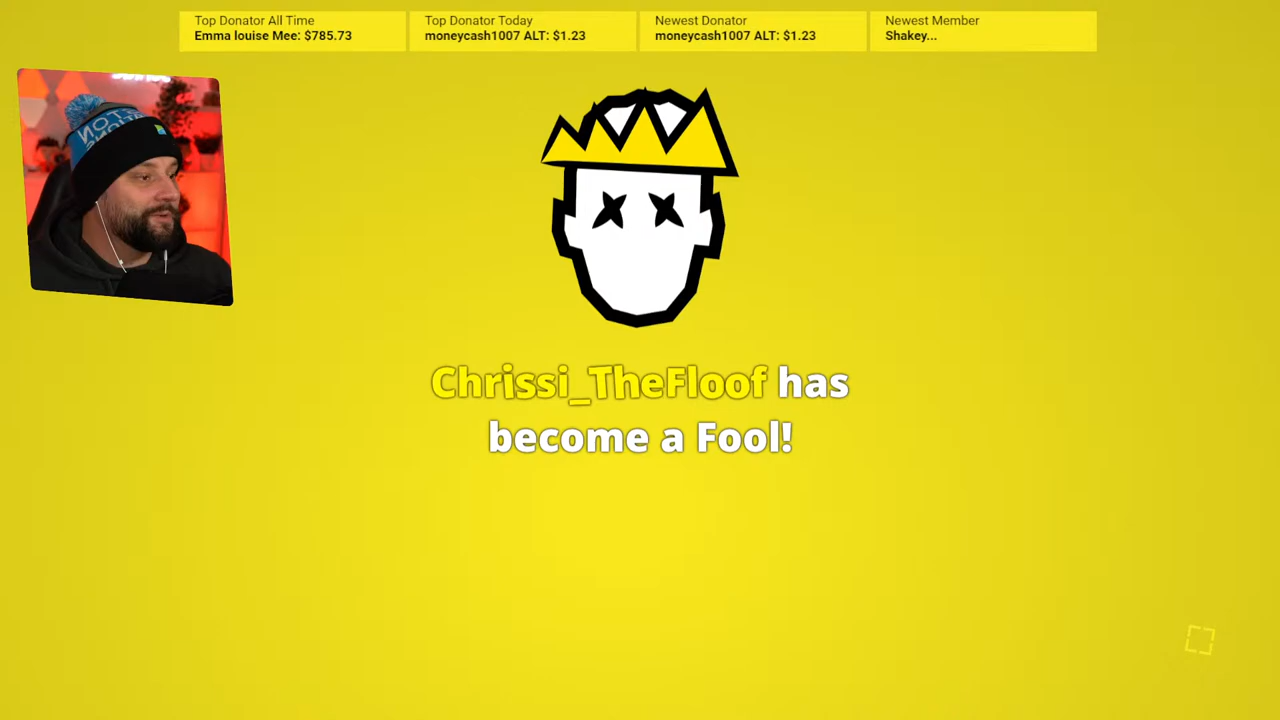 Top Donator All Time
Emma louise Mee: $785.73
Top Donator Today
moneycash1007 ALT: $1.23
Newest Donator
moneycash1007 ALT: $1.23
Newest Member
Shakey...
Chrissi_TheFloof has
become a Fool!